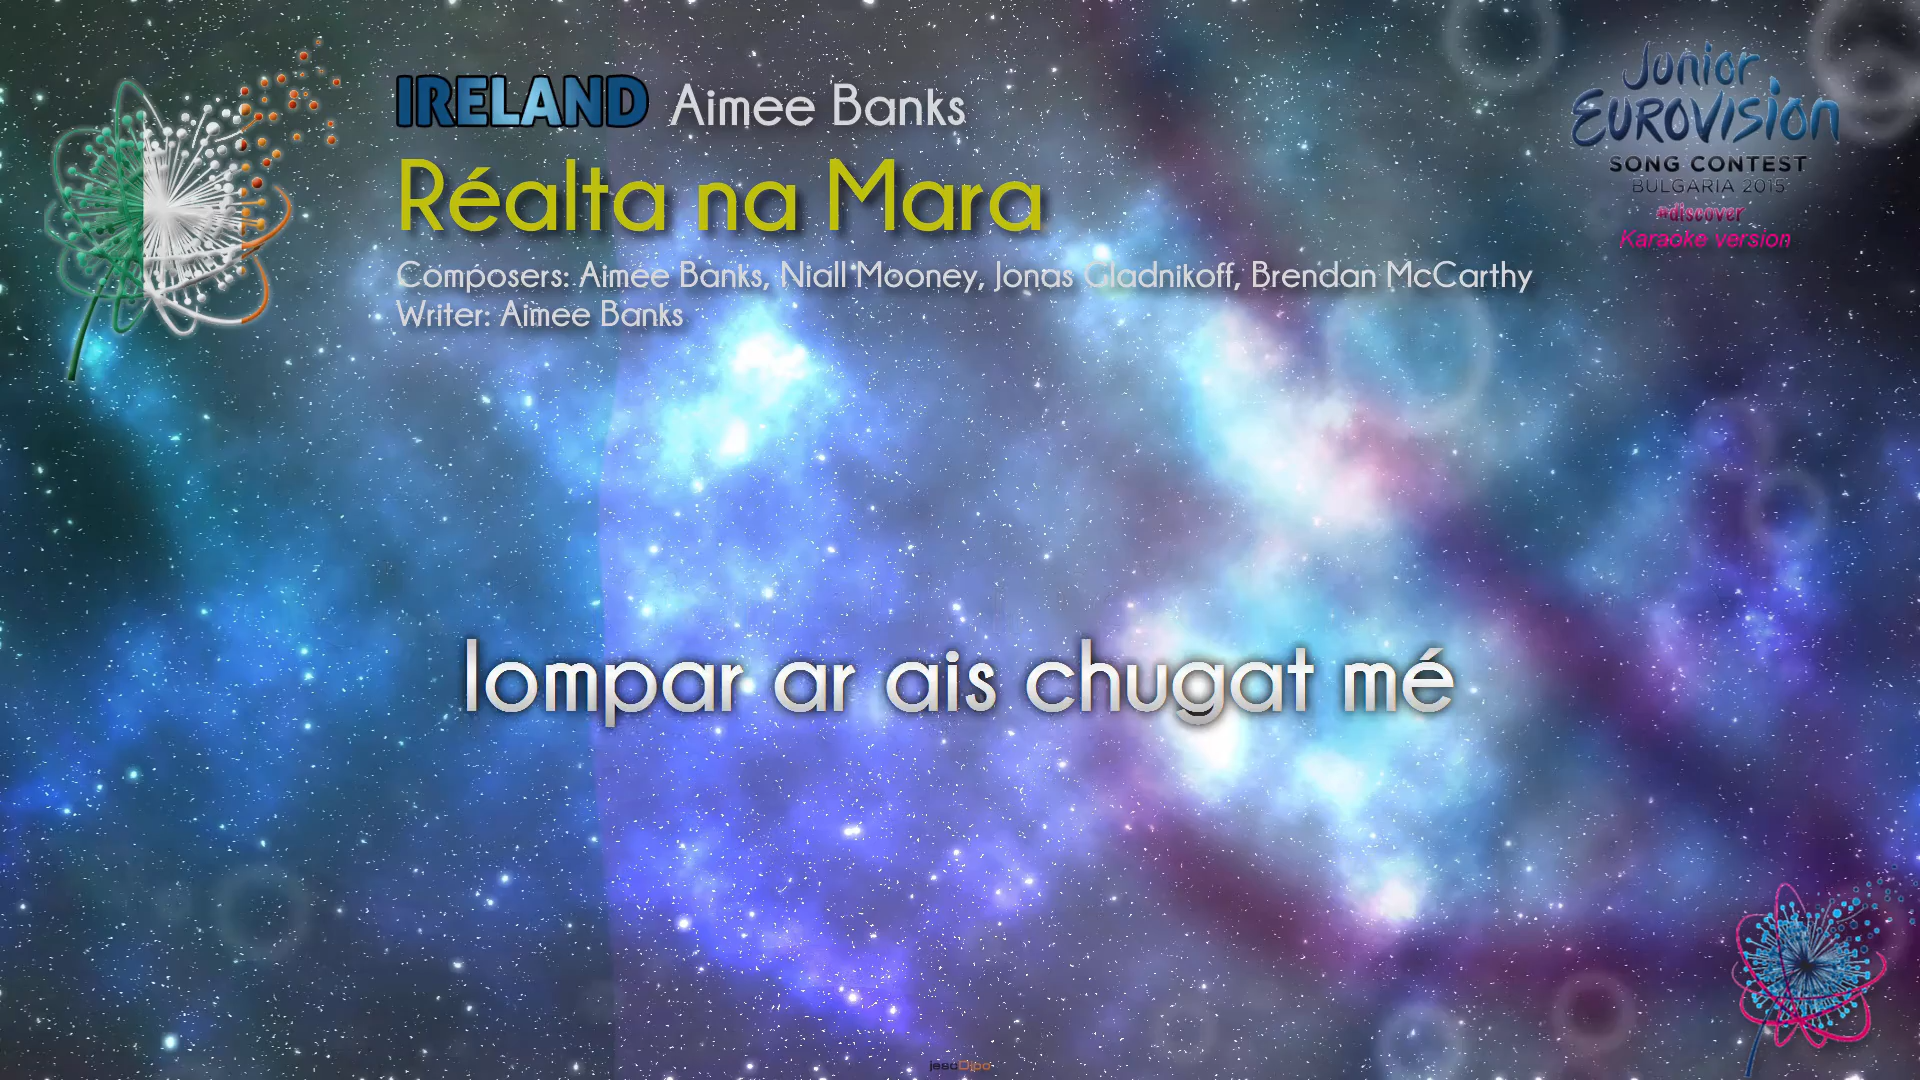 IRELAND Aimee Banks
Réalta na Mara
Composers: Aimee Banks, Niall Mooney, Jonas Gladnikoff, Brendan McCarthy
Writer: Aimee Banks
Junior
EUROVISION
SONG CONTEST
BULGARIA 2015
#discover
Karaoke version
Iompar ar ais chugat mé
jescDipo